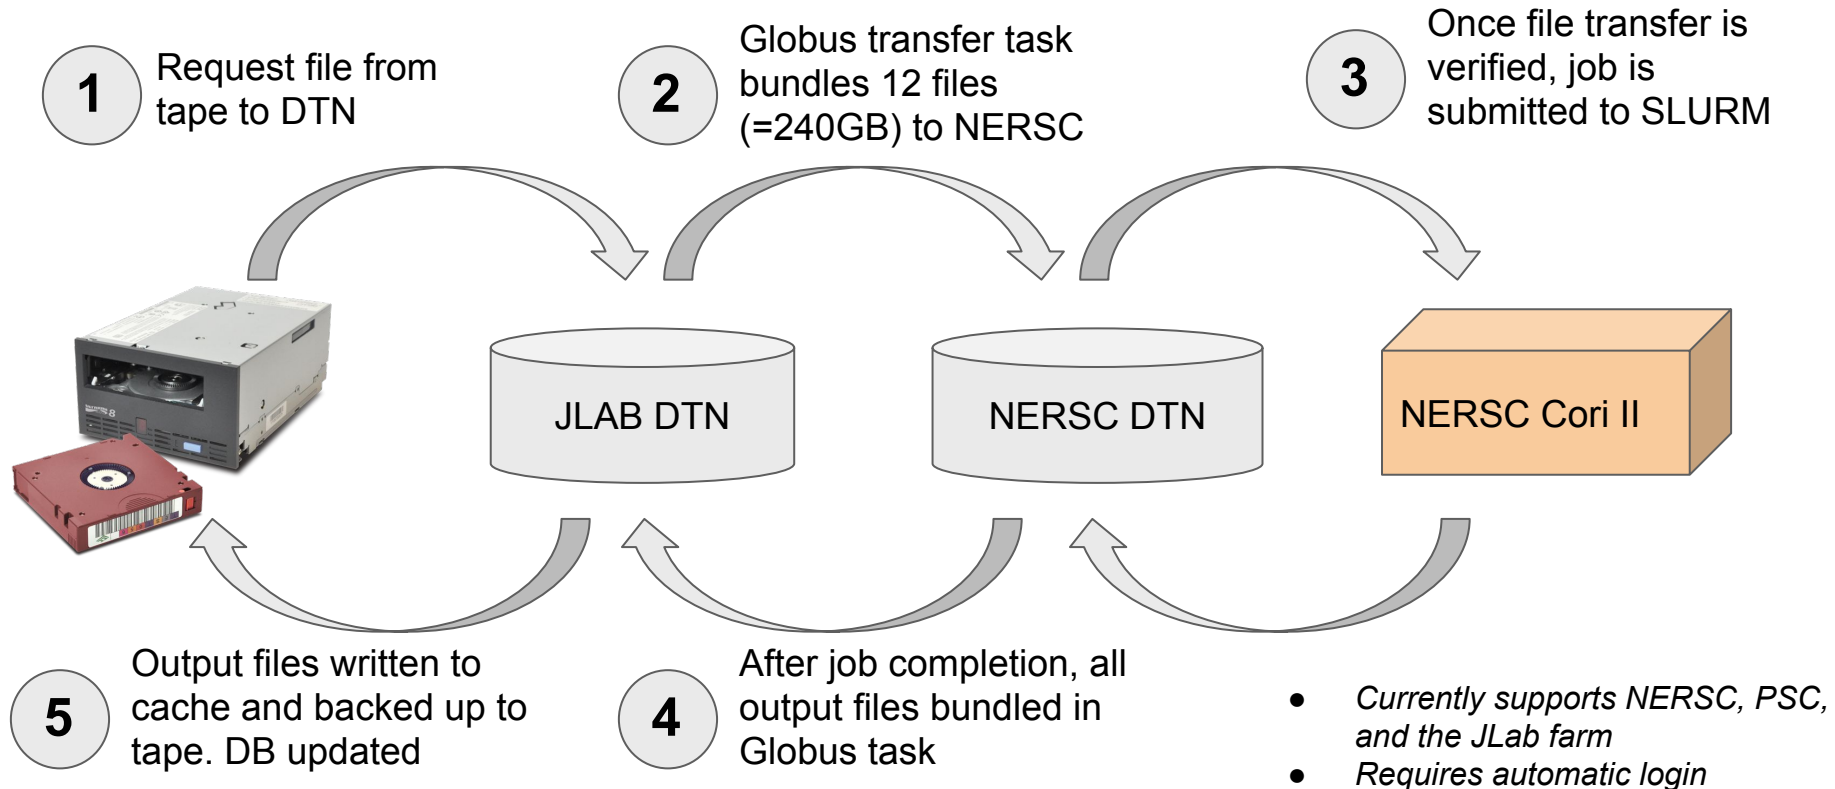 1
Request file from
tape to DTN
2
Globus transfer task
bundles 12 files
(=240GB) to NERSC
3
Once file transfer is
verified, job is
submitted to SLURM
JLAB DTN
NERSC DTN
NERSC Cori II
5
Output files written to
cache and backed up to
tape. DB updated
4
After job completion, all
output files bundled in
Globus task
● Currently supports NERSC, PSC,
and the JLab farm
● Requires automatic login